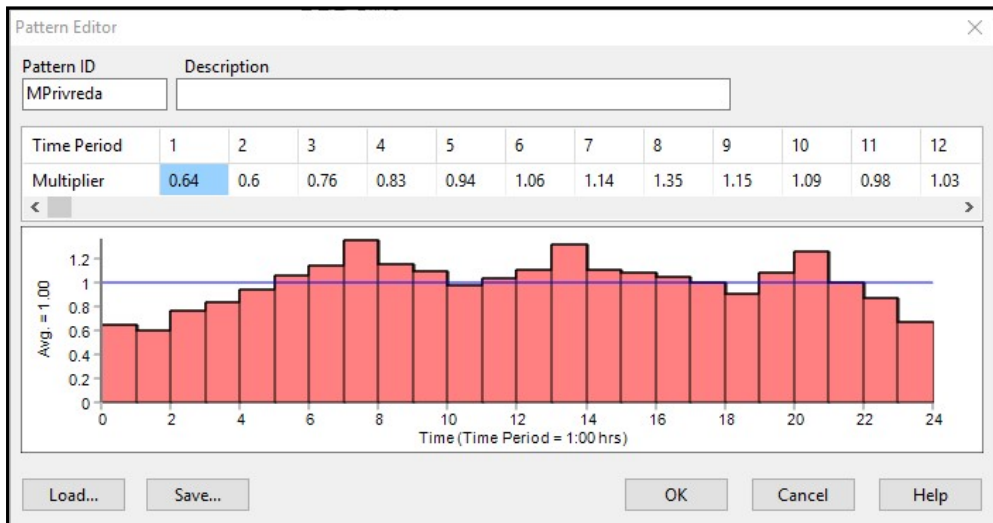 Pattern Editor
Pattern ID Description
MPrivreda
Time Period 1 2 3 4 5 6 7 8 9 10 11 12
Multiplier 0.64 0.6 0.76 0.83 0.94 1.06 1.14 1.35 1.15 1.09 0.98 1.03
Avg. = 1.00
1.2
1
0.8
0.6
0.4
0.2
0
0 2 4 6 8 10 12 14 16 18 20 22 24
Time (Time Period = 1:00 hrs)
Load... Save... OK Cancel Help